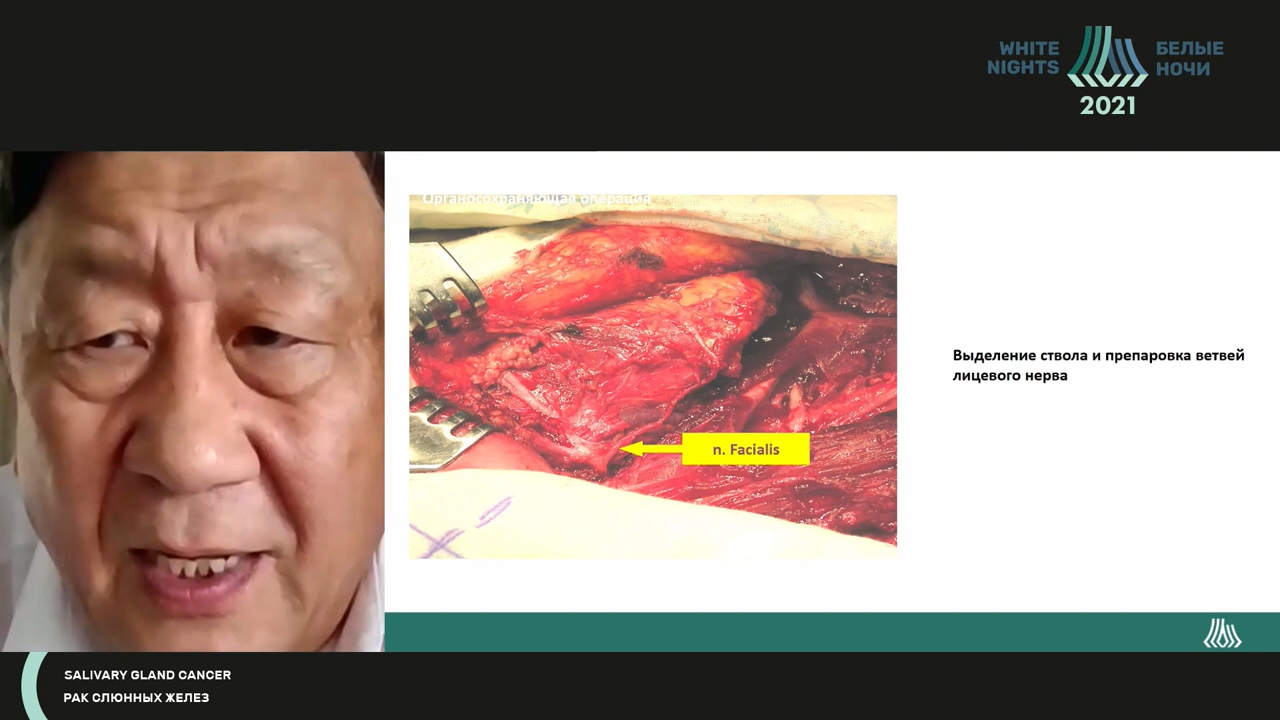 WHITE
NIGHTS
БЕЛЫЕ
НОЧИ
2021
Органосохраняющая операция
Выделение ствола и препаровка ветвей
лицевого нерва
n. Facialis
SALIVARY GLAND CANCER
РАК СЛЮННЫХ ЖЕЛЕЗ